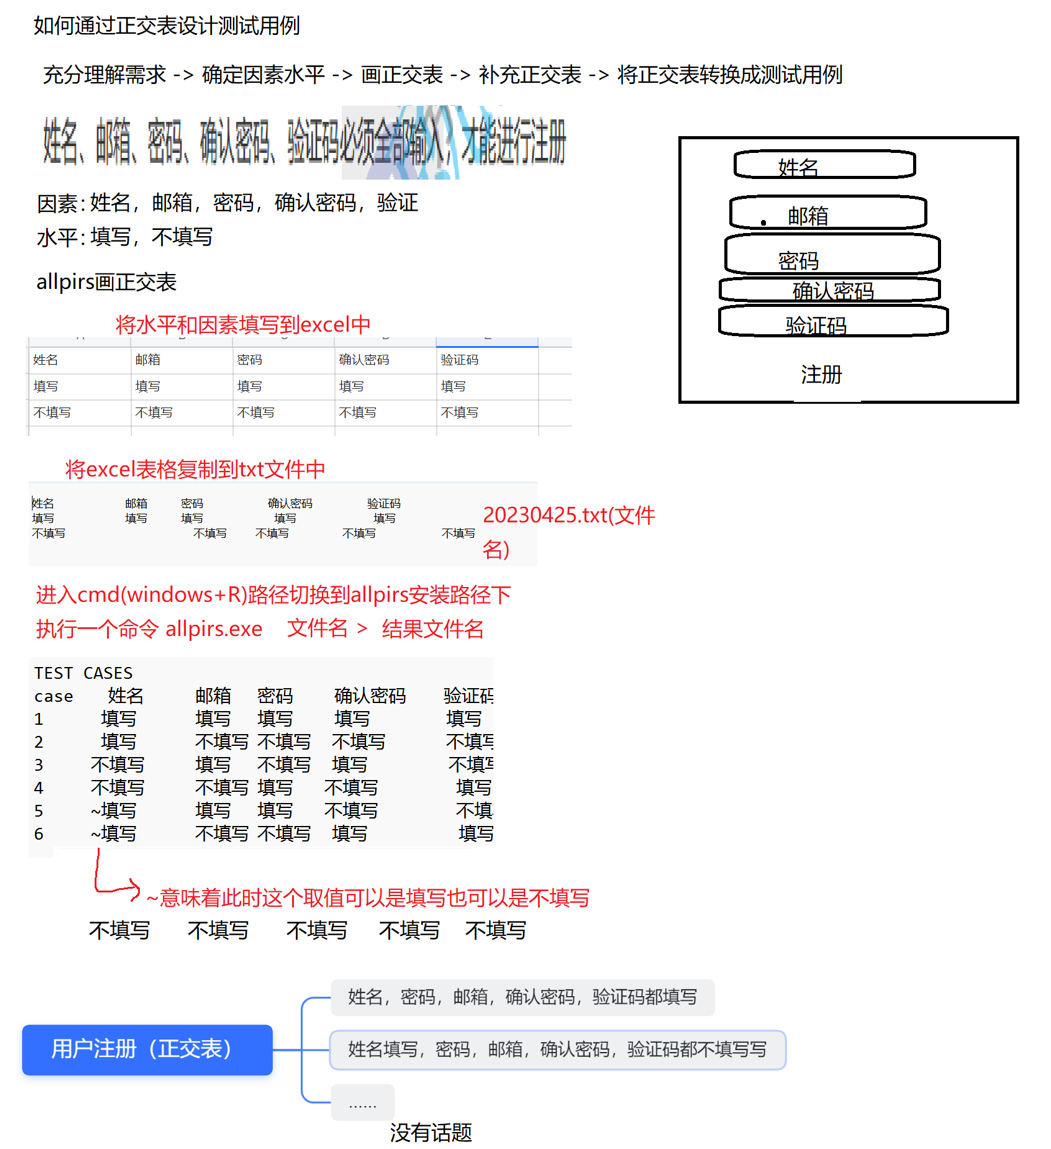 如何通过正交表设计测试用例
充分理解需求 -> 确定因素水平 -> 画正交表 -> 补充正交表 -> 将正交表转换成测试用例
姓名、邮箱、密码、确认密码、验证码必须全部输入，才能进行注册
因素：姓名，邮箱，密码，确认密码，验证
水平：填写，不填写
allpirs画正交表
姓名
邮箱
密码
确认密码
验证码
注册
将水平和因素填写到excel中
姓名 邮箱 密码 确认密码 验证码
填写 填写 填写 填写 填写
不填写 不填写 不填写 不填写 不填写
将excel表格复制到txt文件中
姓名 邮箱 密码 确认密码 验证码
填写 填写 填写 填写 填写
不填写 不填写 不填写 不填写 不填写
20230425.txt(文件
名)
进入cmd(windows+R)路径切换到allpirs安装路径下
执行一个命令 allpirs.exe 文件名 > 结果文件名
TEST CASES
case 姓名 邮箱 密码 确认密码 验证码
1 填写 填写 填写 填写 填写
2 填写 不填写 不填写 不填写 不填写
3 不填写 填写 不填写 填写 不填写
4 不填写 不填写 填写 不填写 填写
5 ~填写 填写 填写 不填写 不填
6 ~填写 不填写 不填写 填写 填写
~意味着此时这个取值可以是填写也可以是不填写
不填写 不填写 不填写 不填写 不填写
用户注册（正交表）
姓名，密码，邮箱，确认密码，验证码都填写
姓名填写，密码，邮箱，确认密码，验证码都不填写写
......
没有话题